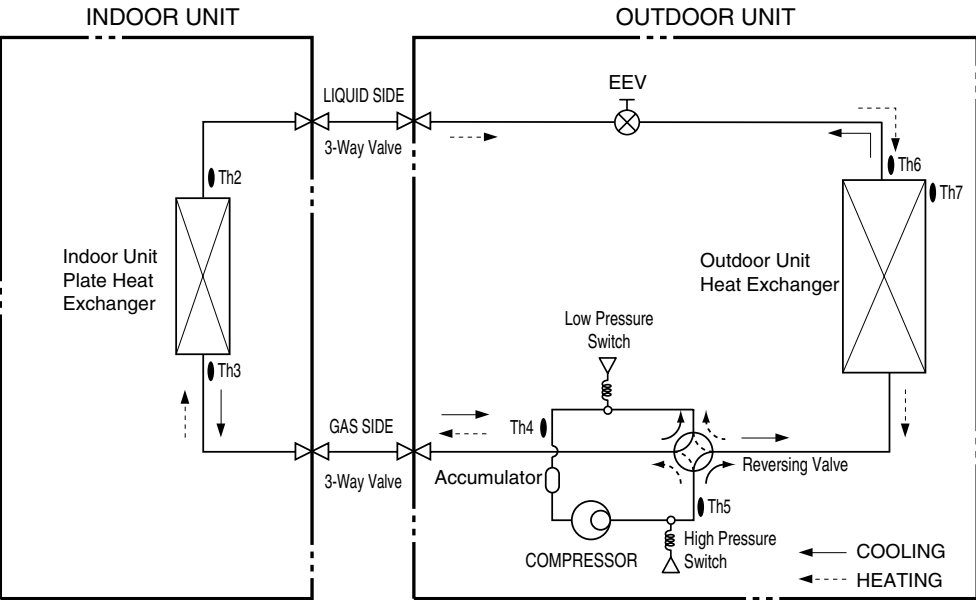 INDOOR UNIT
OUTDOOR UNIT
LIQUID SIDE
3-Way Valve
EEV
Th2
Th6
Th7
Indoor Unit
Plate Heat
Exchanger
Outdoor Unit
Heat Exchanger
Low Pressure
Switch
Th3
GAS SIDE
3-Way Valve
Th4
Accumulator
Reversing Valve
Th5
COMPRESSOR
High Pressure
Switch
COOLING
HEATING